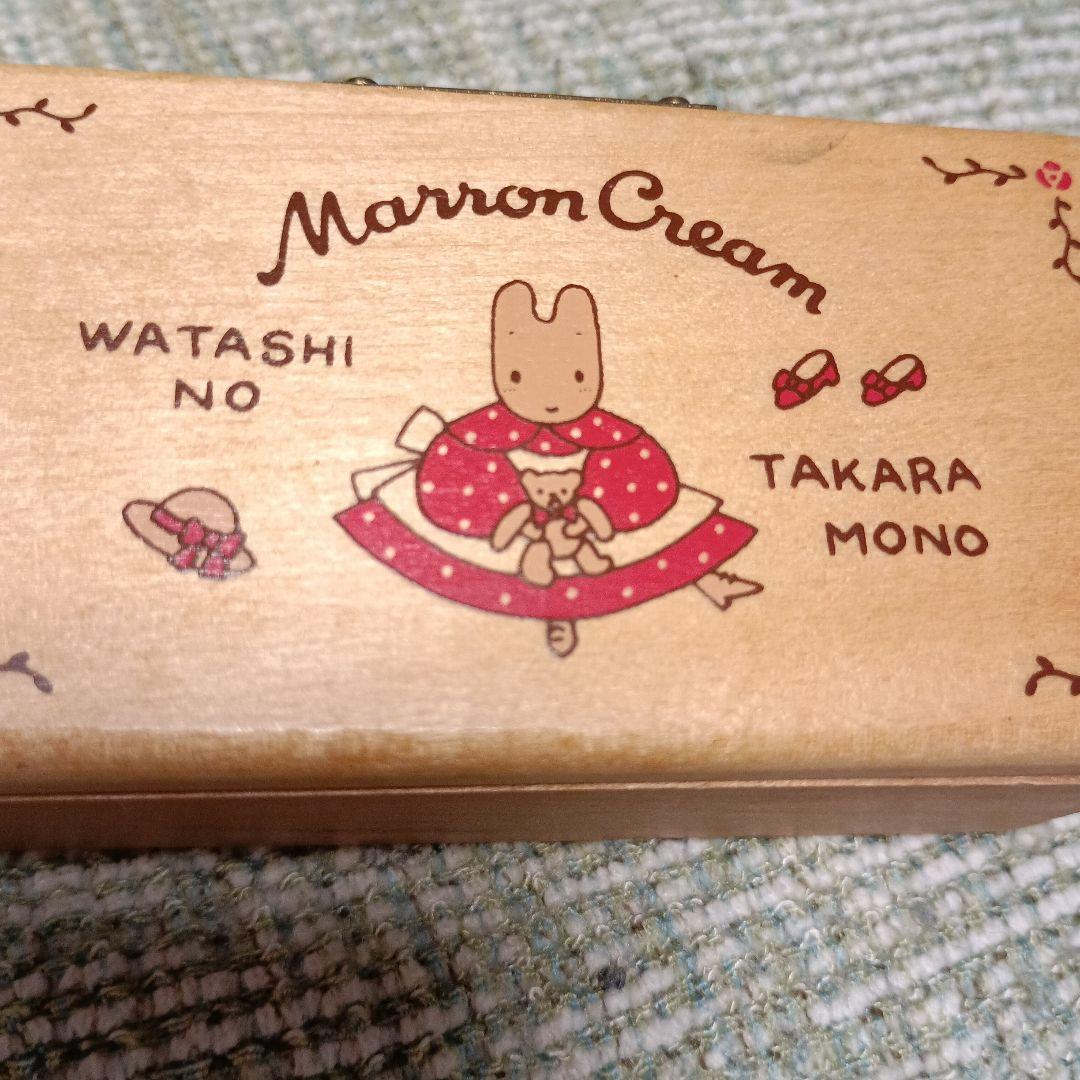 Marron Cream
WATASHI
NO
TAKARA
MONO